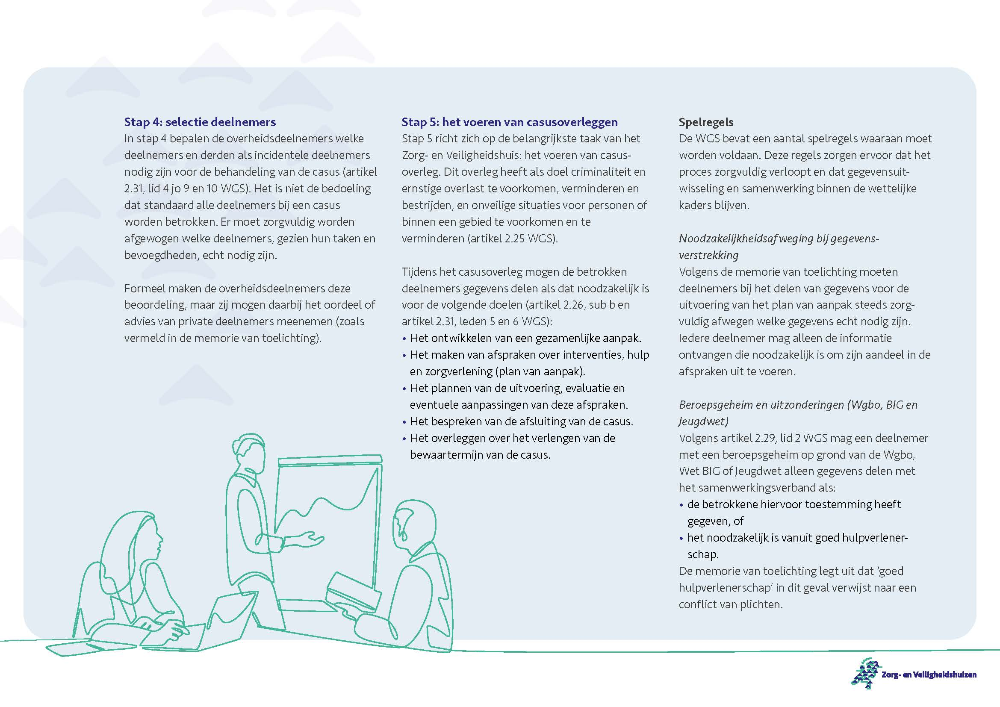 Stap 4: selectie deelnemers
In stap 4 bepalen de overheidsdeelnemers welke
deelnemers en derden als incidentele deelnemers
nodig zijn voor de behandeling van de casus (artikel
2.31, lid 4 jo 9 en 10 WGS). Het is niet de bedoeling
dat standaard alle deelnemers bij een casus
worden betrokken. Er moet zorgvuldig worden
afgewogen welke deelnemers, gezien hun taken en
bevoegdheden, echt nodig zijn.
Formeel maken de overheidsdeelnemers deze
beoordeling, maar zij mogen daarbij het oordeel of
advies van private deelnemers meenemen (zoals
vermeld in de memorie van toelichting).
Stap 5: het voeren van casusoverleggen
Stap 5 richt zich op de belangrijkste taak van het
Zorg- en Veiligheidshuis: het voeren van casus-
overleg. Dit overleg heeft als doel criminaliteit en
ernstige overlast te voorkomen, verminderen en
bestrijden, en onveilige situaties voor personen of
binnen een gebied te voorkomen en te
verminderen (artikel 2.25 WGS).
Tijdens het casusoverleg mogen de betrokken
deelnemers gegevens delen als dat noodzakelijk is
voor de volgende doelen (artikel 2.26, sub b en
artikel 2.31, leden 5 en 6 WGS):
• Het ontwikkelen van een gezamenlijke aanpak.
• Het maken van afspraken over interventies, hulp
en zorgverlening (plan van aanpak).
• Het plannen van de uitvoering, evaluatie en
eventuele aanpassingen van deze afspraken.
• Het bespreken van de afsluiting van de casus.
• Het overleggen over het verlengen van de
bewaartermijn van de casus.
Spelregels
De WGS bevat een aantal spelregels waaraan moet
worden voldaan. Deze regels zorgen ervoor dat het
proces zorgvuldig verloopt en dat gegevensuit-
wisseling en samenwerking binnen de wettelijke
kaders blijven.
Noodzakelijkheidsafweging bij gegevens-
verstrekking
Volgens de memorie van toelichting moeten
deelnemers bij het delen van gegevens voor de
uitvoering van het plan van aanpak steeds zorg-
vuldig afwegen welke gegevens echt nodig zijn.
Iedere deelnemer mag alleen de informatie
ontvangen die noodzakelijk is om zijn aandeel in de
afspraken uit te voeren.
Beroepsgeheim en uitzonderingen (Wgbo, BIG en
Jeugdwet)
Volgens artikel 2.29, lid 2 WGS mag een deelnemer
met een beroepsgeheim op grond van de Wgbo,
Wet BIG of Jeugdwet alleen gegevens delen met
het samenwerkingsverband als:
• de betrokkene hiervoor toestemming heeft
gegeven, of
• het noodzakelijk is vanuit goed hulpverlener-
schap.
De memorie van toelichting legt uit dat ‘goed
hulpverlenerschap’ in dit geval verwijst naar een
conflict van plichten.
Zorg- en Veiligheidshuizen